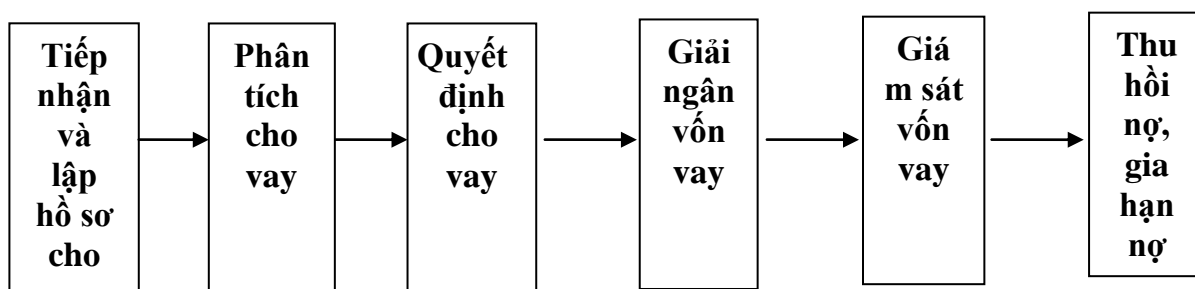 Tiếp
nhận
và
lập
hồ sơ
cho
Phân
tích
cho
vay
Quyết
định
cho
vay
Giải
ngân
vốn
vay
Giá
m sát
vốn
vay
Thu
hồi
nợ,
gia
hạn
nợ